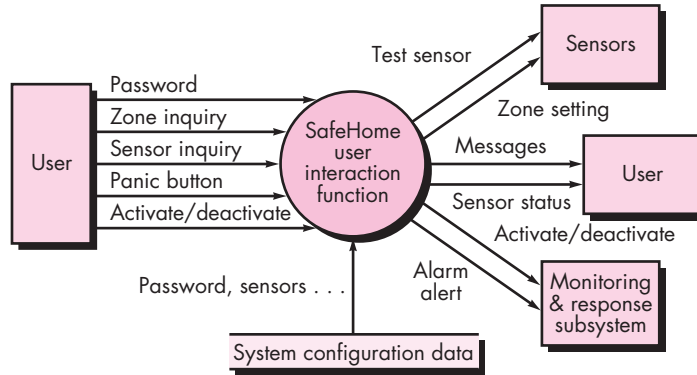 User
Password
Zone inquiry
Sensor inquiry
Panic button
Activate/deactivate
SafeHome
user
interaction
function
Password, sensors . . .
System configuration data
Test sensor
Zone setting
Sensors
Messages
Sensor status
User
Activate/deactivate
Alarm
alert
Monitoring
& response
subsystem